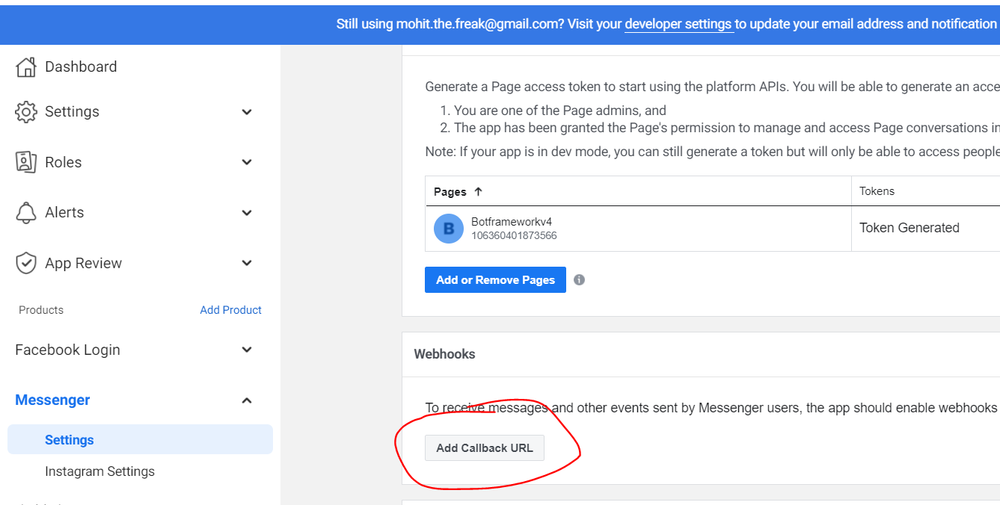 Still using mohit.the.freak@gmail.com? Visit your developer settings to update your email address and notification
Dashboard
Settings
Roles
Alerts
App Review
Products
Add Product
Facebook Login
Messenger
Settings
Instagram Settings
Generate a Page access token to start using the platform APIs. You will be able to generate an acce
1. You are one of the Page admins, and
2. The app has been granted the Page's permission to manage and access Page conversations in
Note: If your app is in dev mode, you can still generate a token but will only be able to access people
Pages ↑
Tokens
B
Botframeworkv4
106360401873566
Token Generated
Add or Remove Pages
Webhooks
To receive messages and other events sent by Messenger users, the app should enable webhooks
Add Callback URL